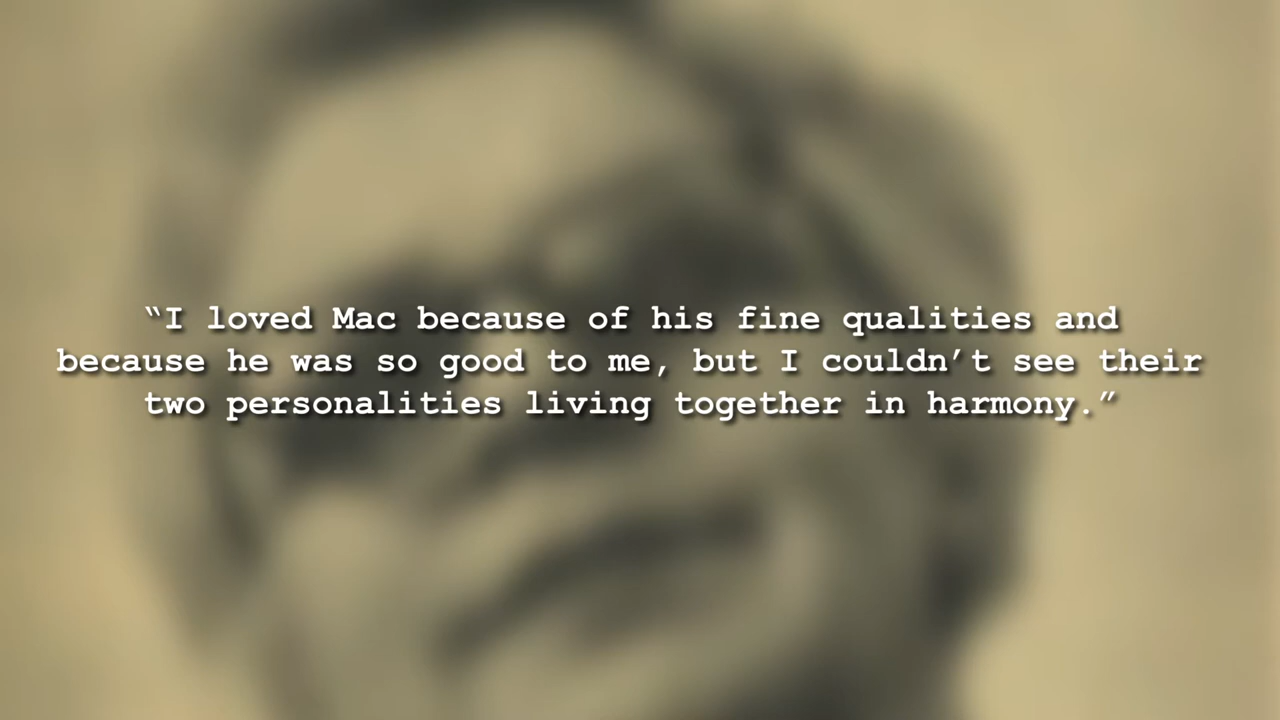 “I loved Mac because of his fine qualities and
because he was so good to me, but I couldn’t see their
two personalities living together in harmony.”